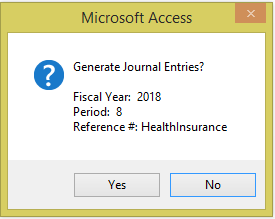 Microsoft Access
Generate Journal Entries?
Fiscal Year: 2018
Period: 8
Reference #: HealthInsurance
Yes
No